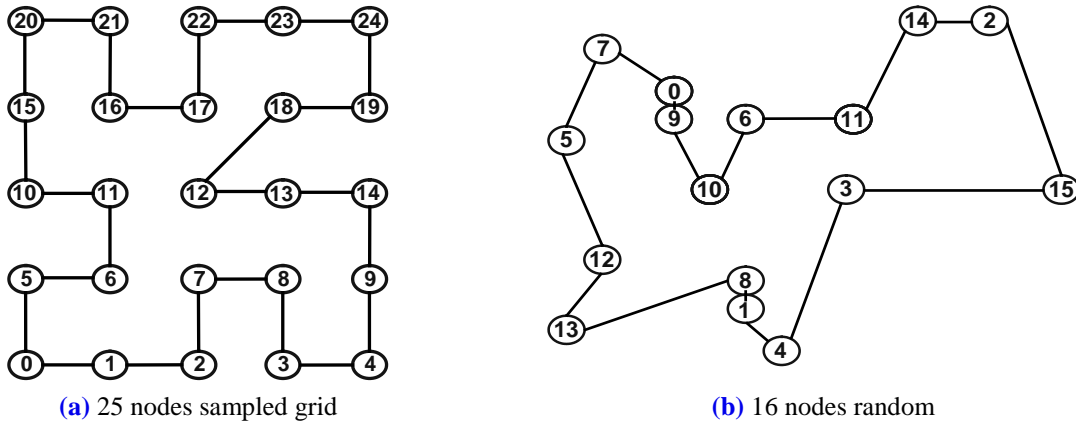 20 21 22 23 24
15 16 17 18 19
10 11 12 13 14
5 6 7 8 9
0 1 2 3 4
(a) 25 nodes sampled grid
14 2
7
0
9 6 11
5
10 3 15
12
8
1
13
4
(b) 16 nodes random